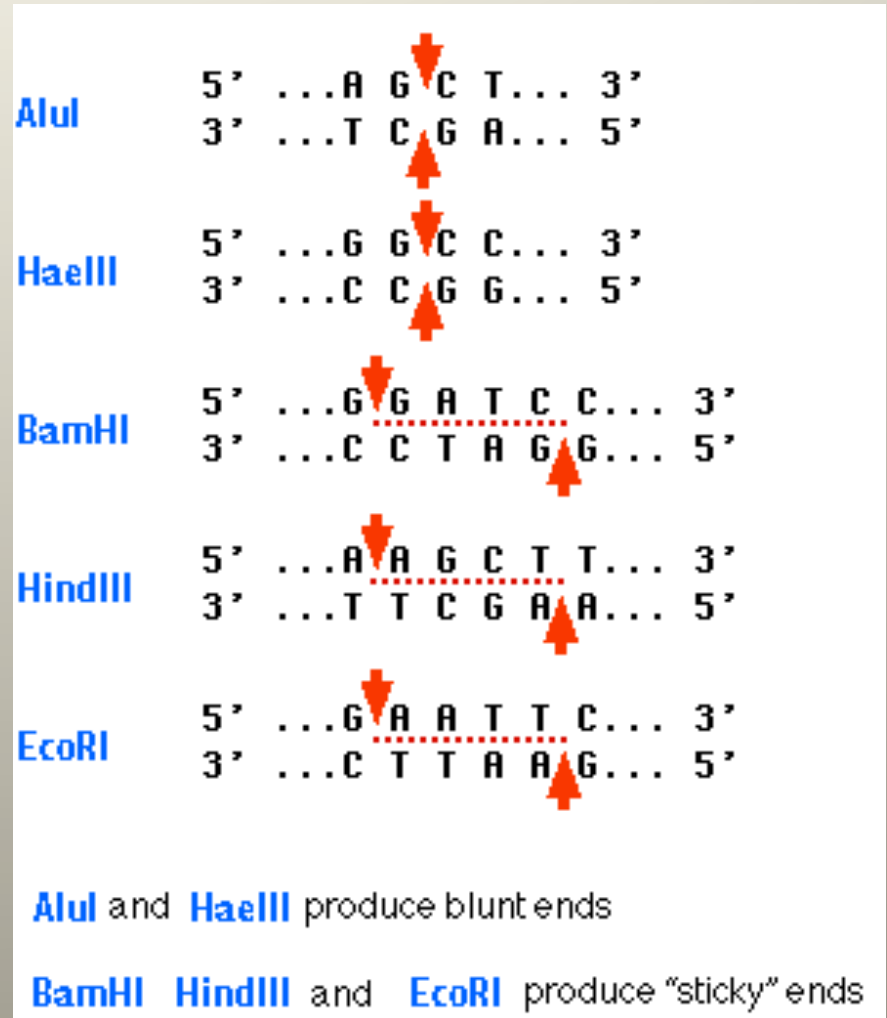 5’ ...A G C T... 3’
AluI
3’ ...T C G A... 5’
5’ ...G G C C... 3’
HaeIII
3’ ...C C G G... 5’
5’ ...G G A T C C... 3’
BamHI
3’ ...C C T A G G... 5’
5’ ...A A G C T T... 3’
HindIII
3’ ...T T C G A A... 5’
5’ ...G A A T T C... 3’
EcoRI
3’ ...C T T A A G... 5’
AluI and HaeIII produce blunt ends
BamHI HindIII and EcoRI produce “sticky” ends